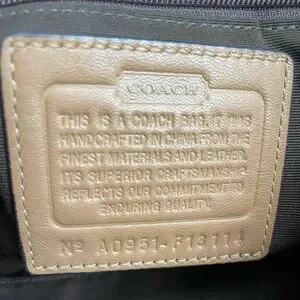 COACH
THIS IS A COACH BAG. IT WAS
HANDCRAFTED IN CHINA FROM THE
FINEST MATERIALS AND LEATHER.
ITS SUPERIOR CRAFTSMANSHIP
REFLECTS OUR COMMITMENT TO
ENDURING QUALITY.
Nº A0951-F16114